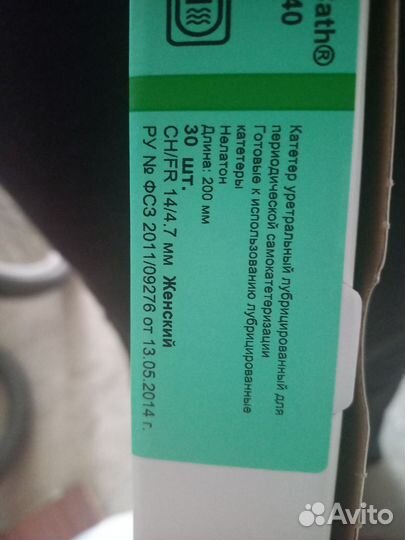 ath®
40
Катетер уретральный лубрицированный для
периодической самокатетеризации
Готовые к использованию лубрицированные
катетеры
Нелатон
Длина: 200 мм
30 шт.
CH/FR 14/4.7 мм Женский
РУ № ФСЗ 2011/09276 от 13.05.2014 г.
Avito